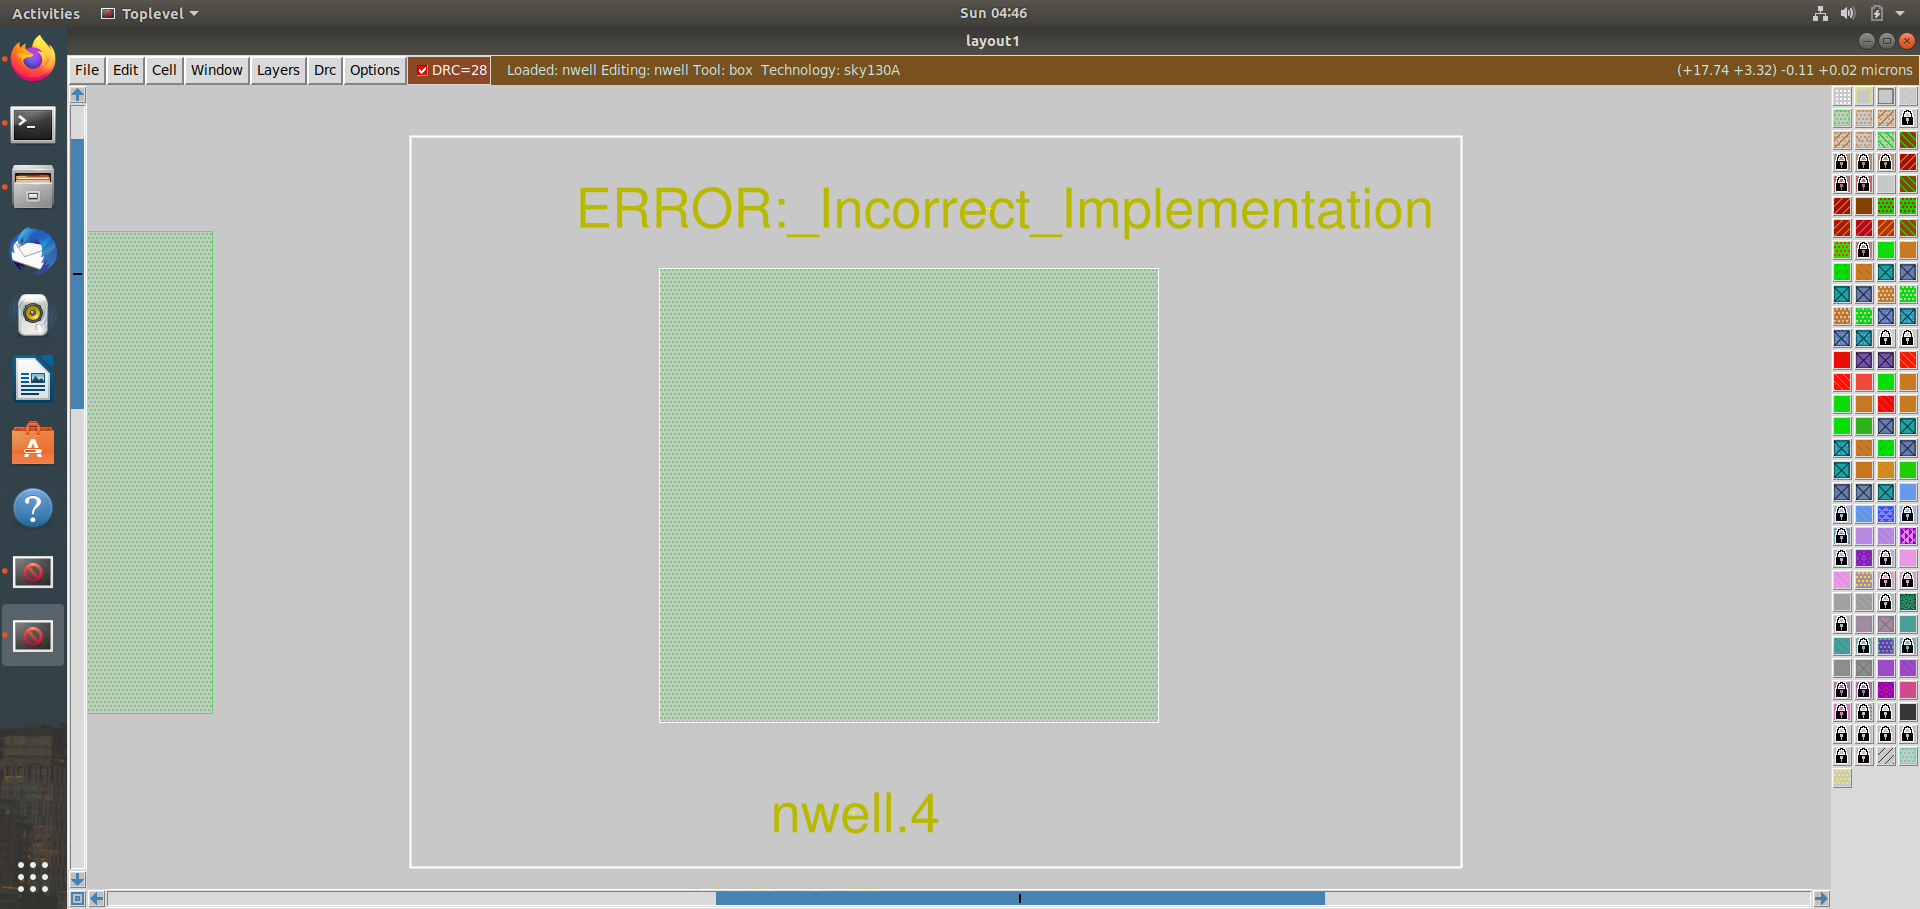 Activities Toplevel Sun 04:46
layout1
File Edit Cell Window Layers Drc Options DRC=28 Loaded: nwell Editing: nwell Tool: box Technology: sky130A (+17.74 +3.32) -0.11 +0.02 microns
ERROR:_Incorrect_Implementation
nwell.4